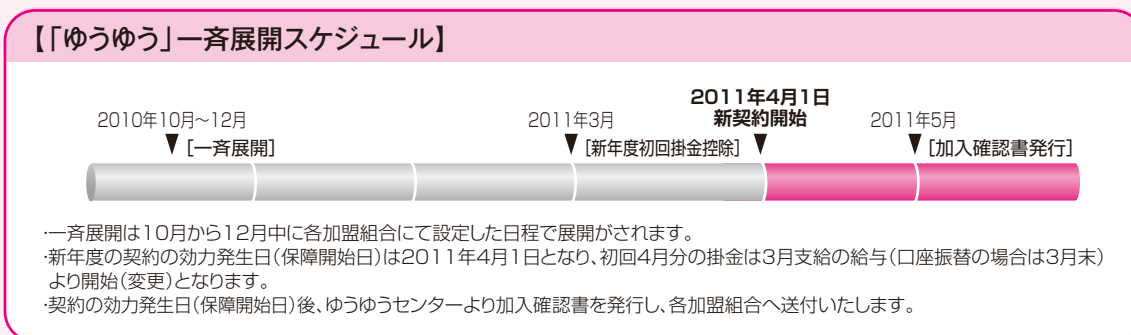 【「ゆうゆう」一斉展開スケジュール】
2011年4月1日
新契約開始
2010年10月～12月
2011年3月
2011年5月
▼[一斉展開]
▼[新年度初回掛金控除]
▼
▼[加入確認書発行]
・一斉展開は10月から12月中に各加盟組合にて設定した日程で展開がされます。
・新年度の契約の効力発生日(保障開始日)は2011年4月1日となり、初回4月分の掛金は3月支給の給与(口座振替の場合は3月末)
より開始(変更)となります。
・契約の効力発生日(保障開始日)後、ゆうゆうセンターより加入確認書を発行し、各加盟組合へ送付いたします。